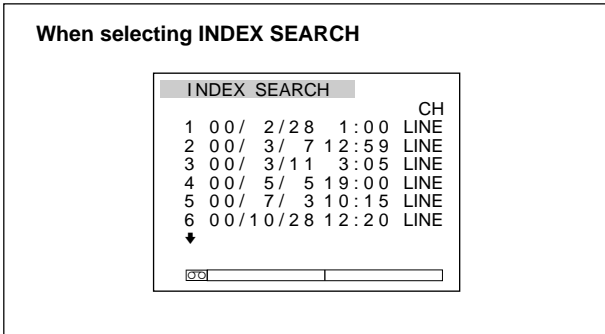 When selecting INDEX SEARCH
INDEX SEARCH
CH
1 00/ 2/28 1:00 LINE
2 00/ 3/ 7 12:59 LINE
3 00/ 3/11 3:05 LINE
4 00/ 5/ 5 19:00 LINE
5 00/ 7/ 3 10:15 LINE
6 00/10/28 12:20 LINE